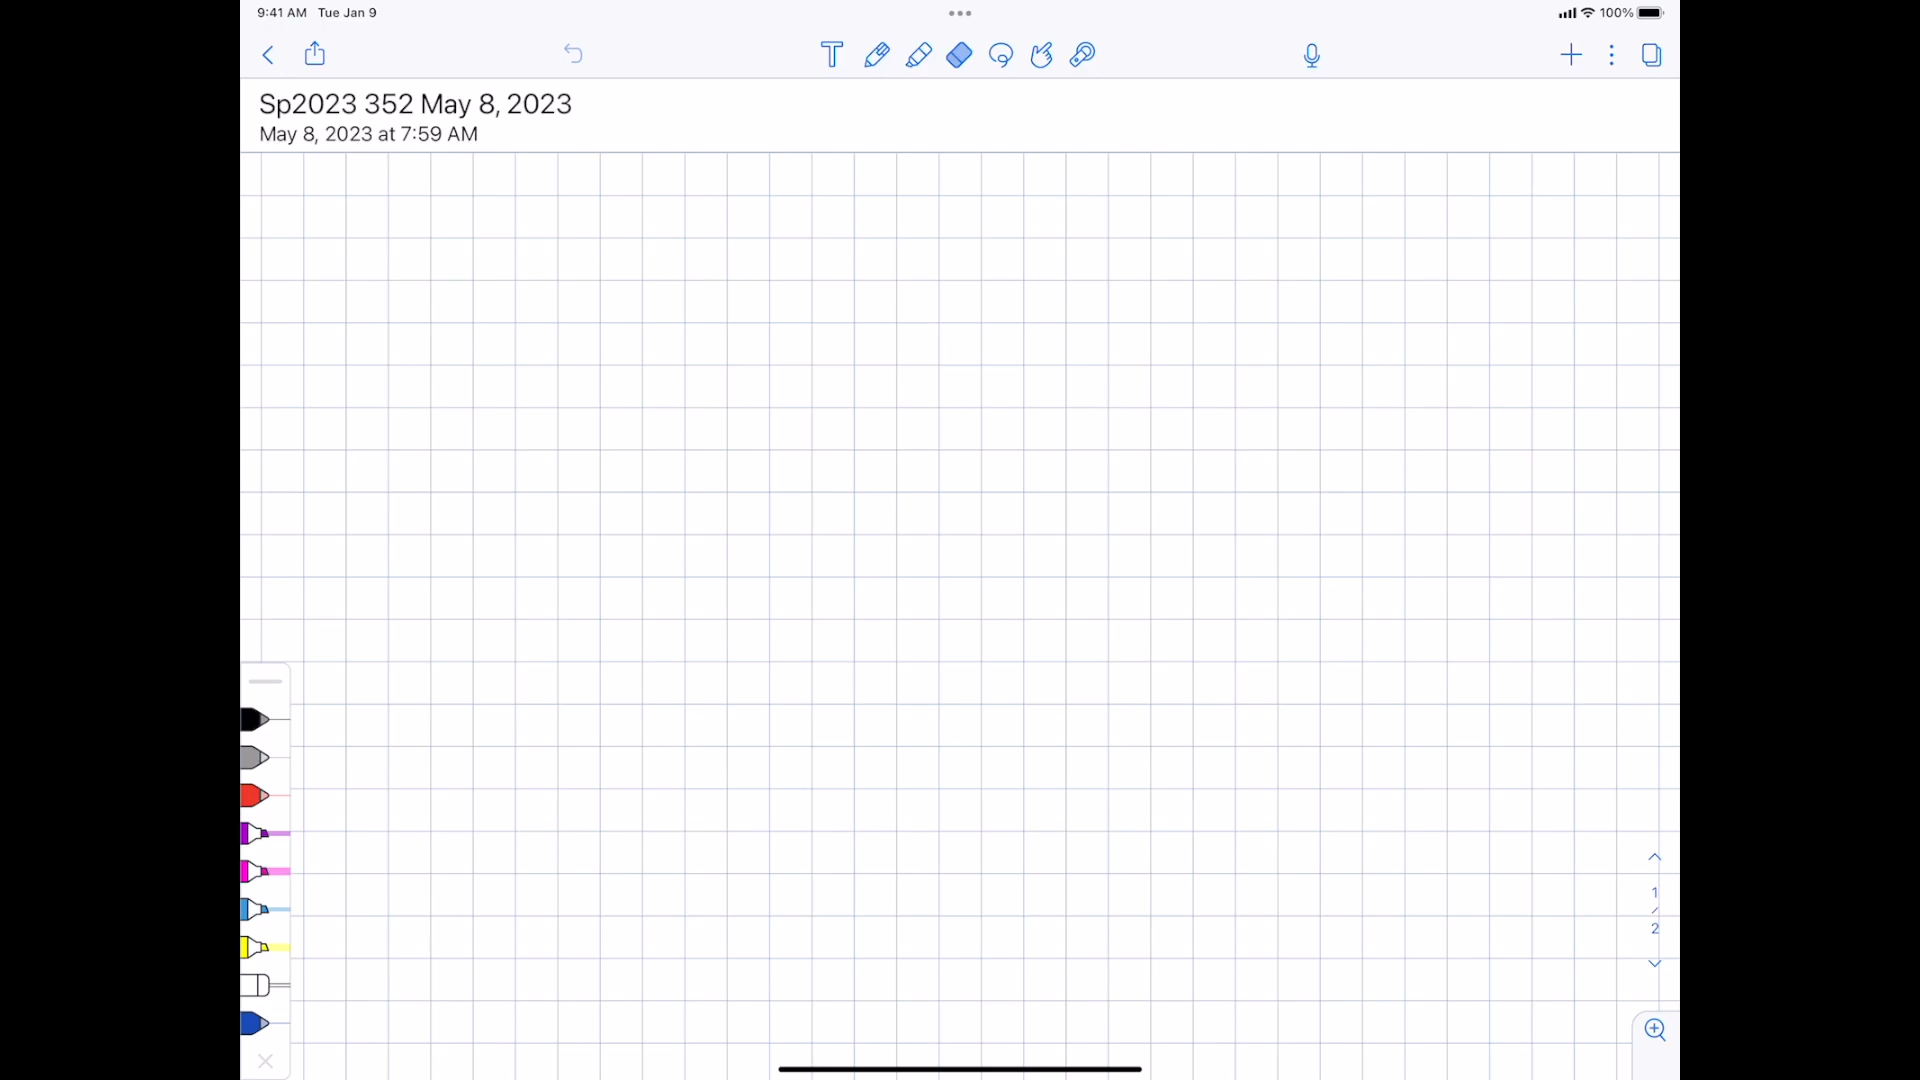 9:41 AM Tue Jan 9
100%
T
Sp2023 352 May 8, 2023
May 8, 2023 at 7:59 AM
1
/
2